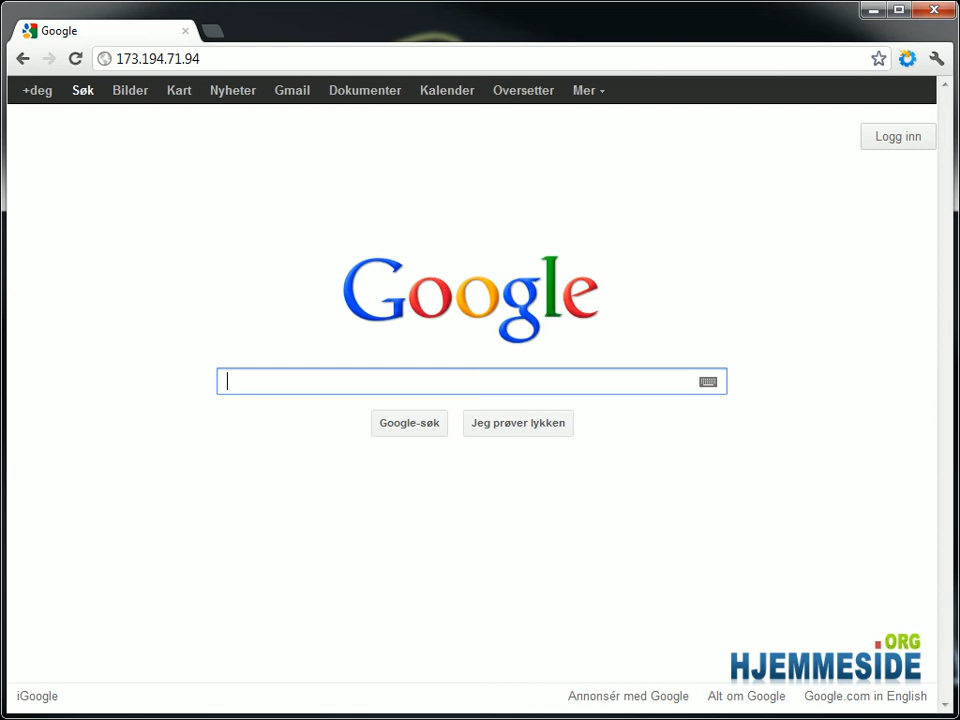 Google
173.194.71.94
+deg Søk Bilder Kart Nyheter Gmail Dokumenter Kalender Oversetter Mer
Logg inn
Google
Google-søk Jeg prøver lykken
.ORG
HJEMMESIDE
iGoogle Annonsér med Google Alt om Google Google.com in English